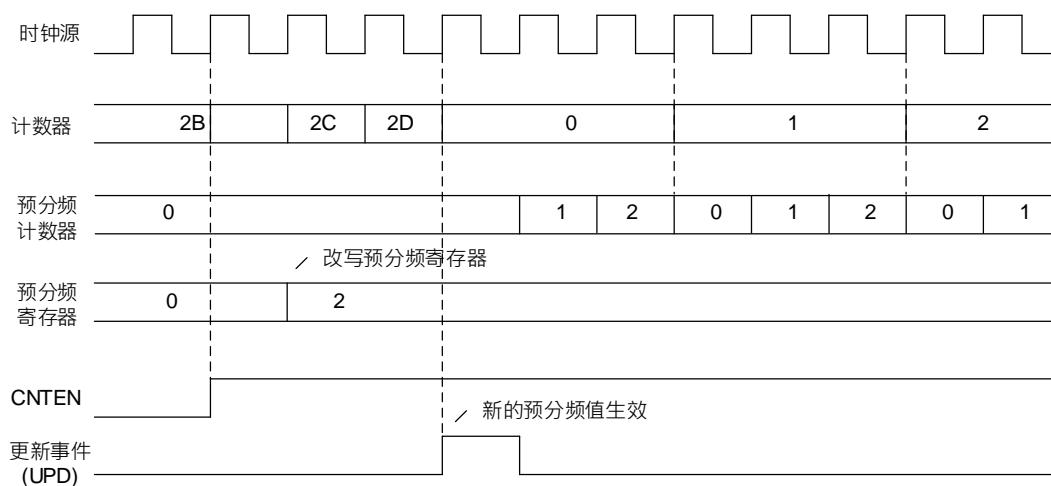 时钟源
计数器
2B 2C 2D 0 1 2
预分频
计数器
0 1 2 0 1 2 0 1
改写预分频寄存器
预分频
寄存器
0 2
CNTEN
新的预分频值生效
更新事件
(UPD)